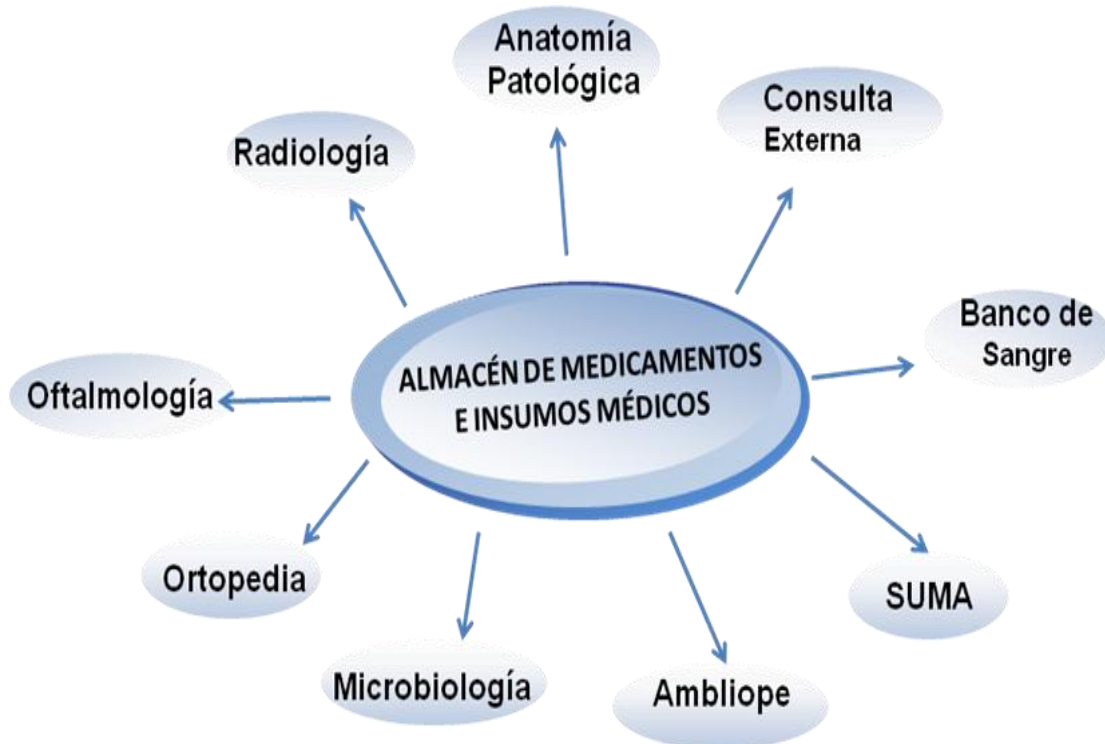 Anatomía
Patológica
Consulta
Externa
Radiología
Banco de
Sangre
ALMACÉN DE MEDICAMENTOS
E INSUMOS MÉDICOS
Oftalmología
Ortopedia
SUMA
Microbiología
Ambliope